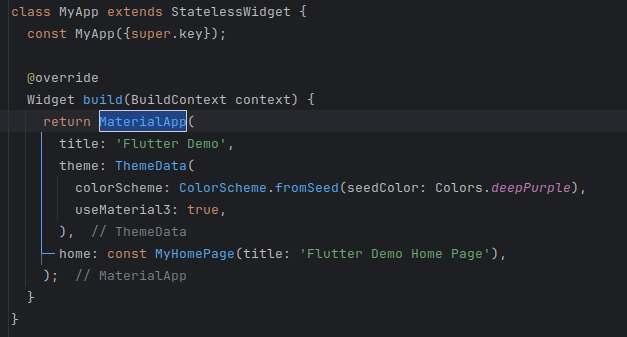 class MyApp extends StatelessWidget {
const MyApp({super.key});
@override
Widget build(BuildContext context) {
return MaterialApp(
title: 'Flutter Demo',
theme: ThemeData(
colorScheme: ColorScheme.fromSeed(seedColor: Colors.deepPurple),
useMaterial3: true,
), // ThemeData
home: const MyHomePage(title: 'Flutter Demo Home Page'),
); // MaterialApp
}
}